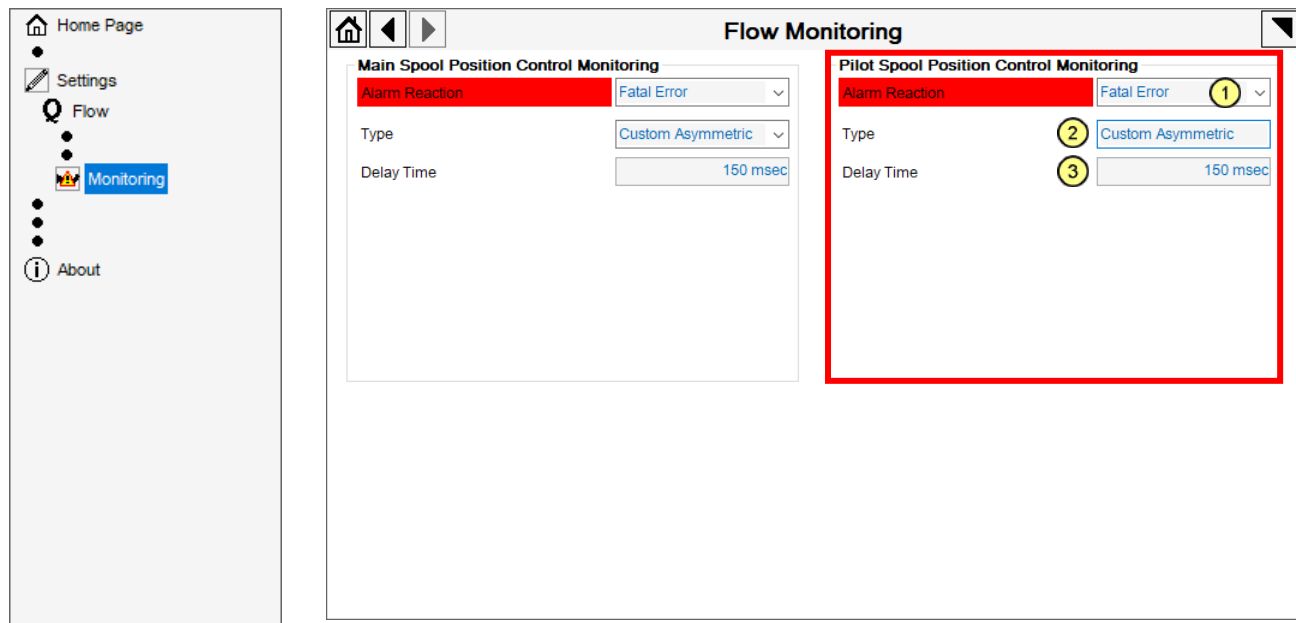 Home Page
Settings
Q Flow
Monitoring
About
Flow Monitoring
Main Spool Position Control Monitoring
Alarm Reaction Fatal Error
Type Custom Asymmetric
Delay Time 150 msec
Pilot Spool Position Control Monitoring
Alarm Reaction Fatal Error 1
Type 2 Custom Asymmetric
Delay Time 3 150 msec